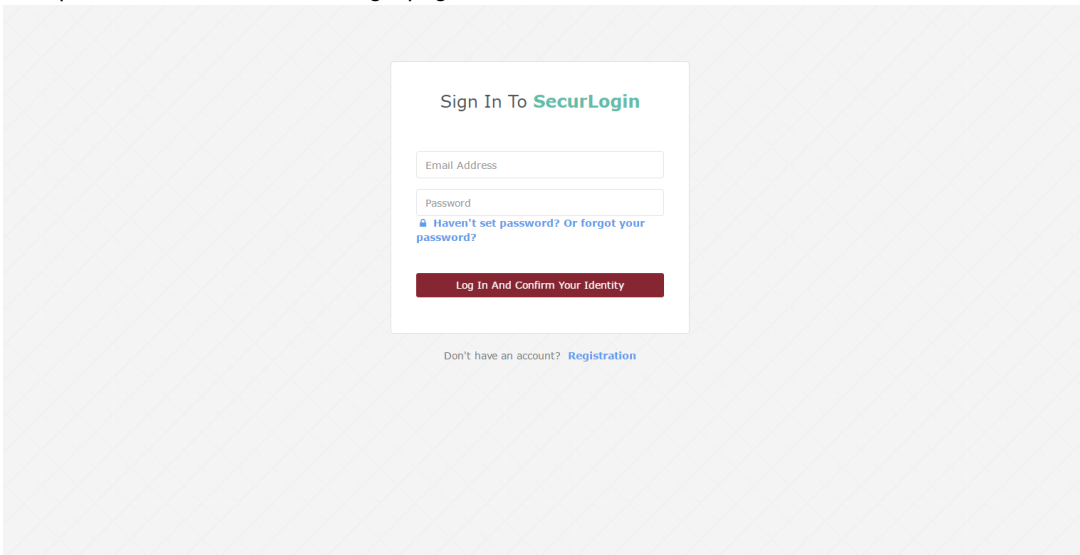 Sign In To SecurLogin
Email Address
Password
Haven't set password? Or forgot your
password?
Log In And Confirm Your Identity
Don't have an account? Registration